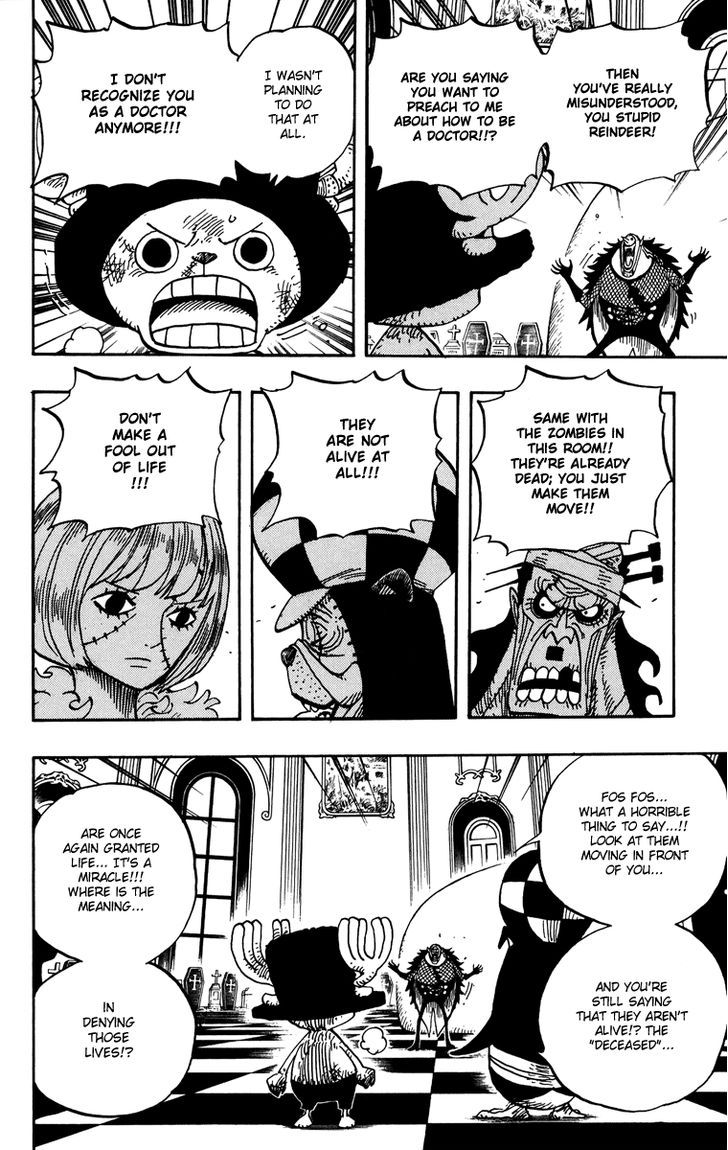 THEN
YOU'VE REALLY
MISUNDERSTOOD,
YOU STUPID
REINDEER!
ARE YOU SAYING
YOU WANT TO
PREACH TO ME
ABOUT HOW TO BE
A DOCTOR!!?
I WASN'T
PLANNING
TO DO
THAT AT
ALL.
I DON'T
RECOGNIZE YOU
AS A DOCTOR
ANYMORE!!!
SAME WITH
THE ZOMBIES IN
THIS ROOM!!
THEY'RE ALREADY
DEAD; YOU JUST
MAKE THEM
MOVE!!
THEY
ARE NOT
ALIVE AT
ALL!!!
DON'T
MAKE A
FOOL OUT
OF LIFE
!!!
FOS FOS...
WHAT A HORRIBLE
THING TO SAY...!!
LOOK AT THEM
MOVING IN FRONT
OF YOU...
AND YOU'RE
STILL SAYING
THAT THEY AREN'T
ALIVE!? THE
"DECEASED"...
ARE ONCE
AGAIN GRANTED
LIFE... IT'S A
MIRACLE!!!
WHERE IS THE
MEANING...
IN
DENYING
THOSE
LIVES!?